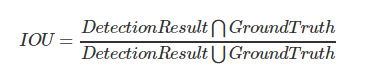 IOU = DetectionResult ⋂ GroundTruth
DetectionResult ⋃ GroundTruth